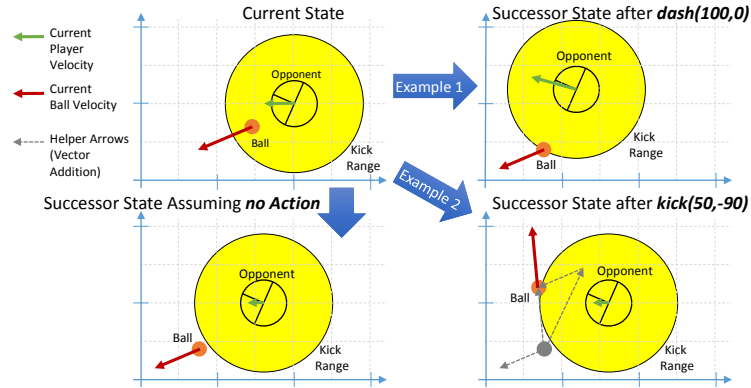 Current
Player
Velocity
Current
Ball Velocity
Helper Arrows
(Vector
Addition)
Current State
Opponent
Ball
Kick
Range
Example 1
Successor State after dash(100,0)
Opponent
Ball
Kick
Range
Example 2
Successor State Assuming no Action
Opponent
Ball
Kick
Range
Successor State after kick(50,-90)
Opponent
Ball
Kick
Range